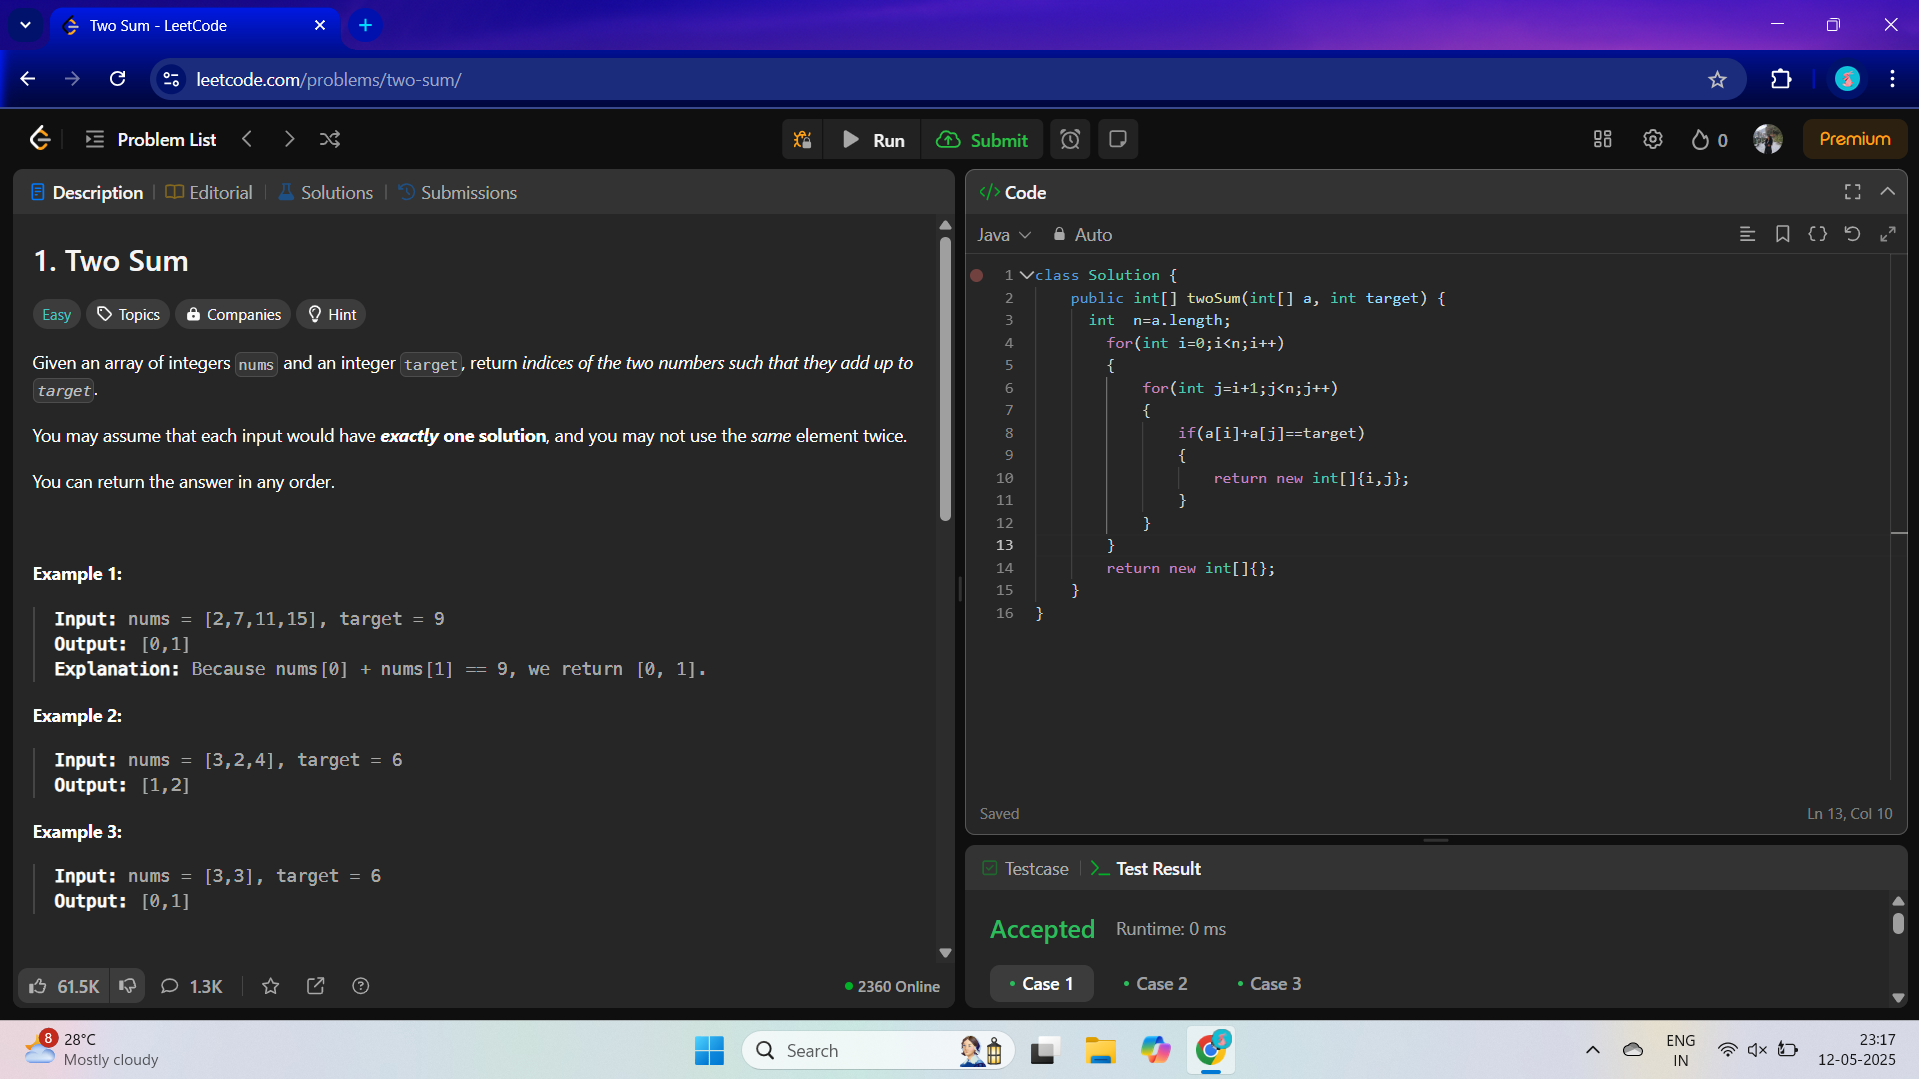 Two Sum - LeetCode
leetcode.com/problems/two-sum/
Problem List
Run
Submit
0
Premium
Description
Editorial
Solutions
Submissions
1. Two Sum
Easy
Topics
Companies
Hint
Given an array of integers nums and an integer target, return indices of the two numbers such that they add up to
target.
You may assume that each input would have exactly one solution, and you may not use the same element twice.
You can return the answer in any order.
Example 1:
Input: nums = [2,7,11,15], target = 9
Output: [0,1]
Explanation: Because nums[0] + nums[1] == 9, we return [0, 1].
Example 2:
Input: nums = [3,2,4], target = 6
Output: [1,2]
Example 3:
Input: nums = [3,3], target = 6
Output: [0,1]
61.5K
1.3K
2360 Online
</> Code
Java
Auto
1 class Solution {
2 public int[] twoSum(int[] a, int target) {
3 int  n=a.length;
4 for(int i=0;i<n;i++)
5 {
6 for(int j=i+1;j<n;j++)
7 {
8 if(a[i]+a[j]==target)
9 {
10 return new int[]{i,j};
11 }
12 }
13 }
14 return new int[]{};
15 }
16 }
Saved
Ln 13, Col 10
Testcase
Test Result
Accepted
Runtime: 0 ms
Case 1
Case 2
Case 3
8
28°C
Mostly cloudy
Search
ENG
IN
23:17
12-05-2025